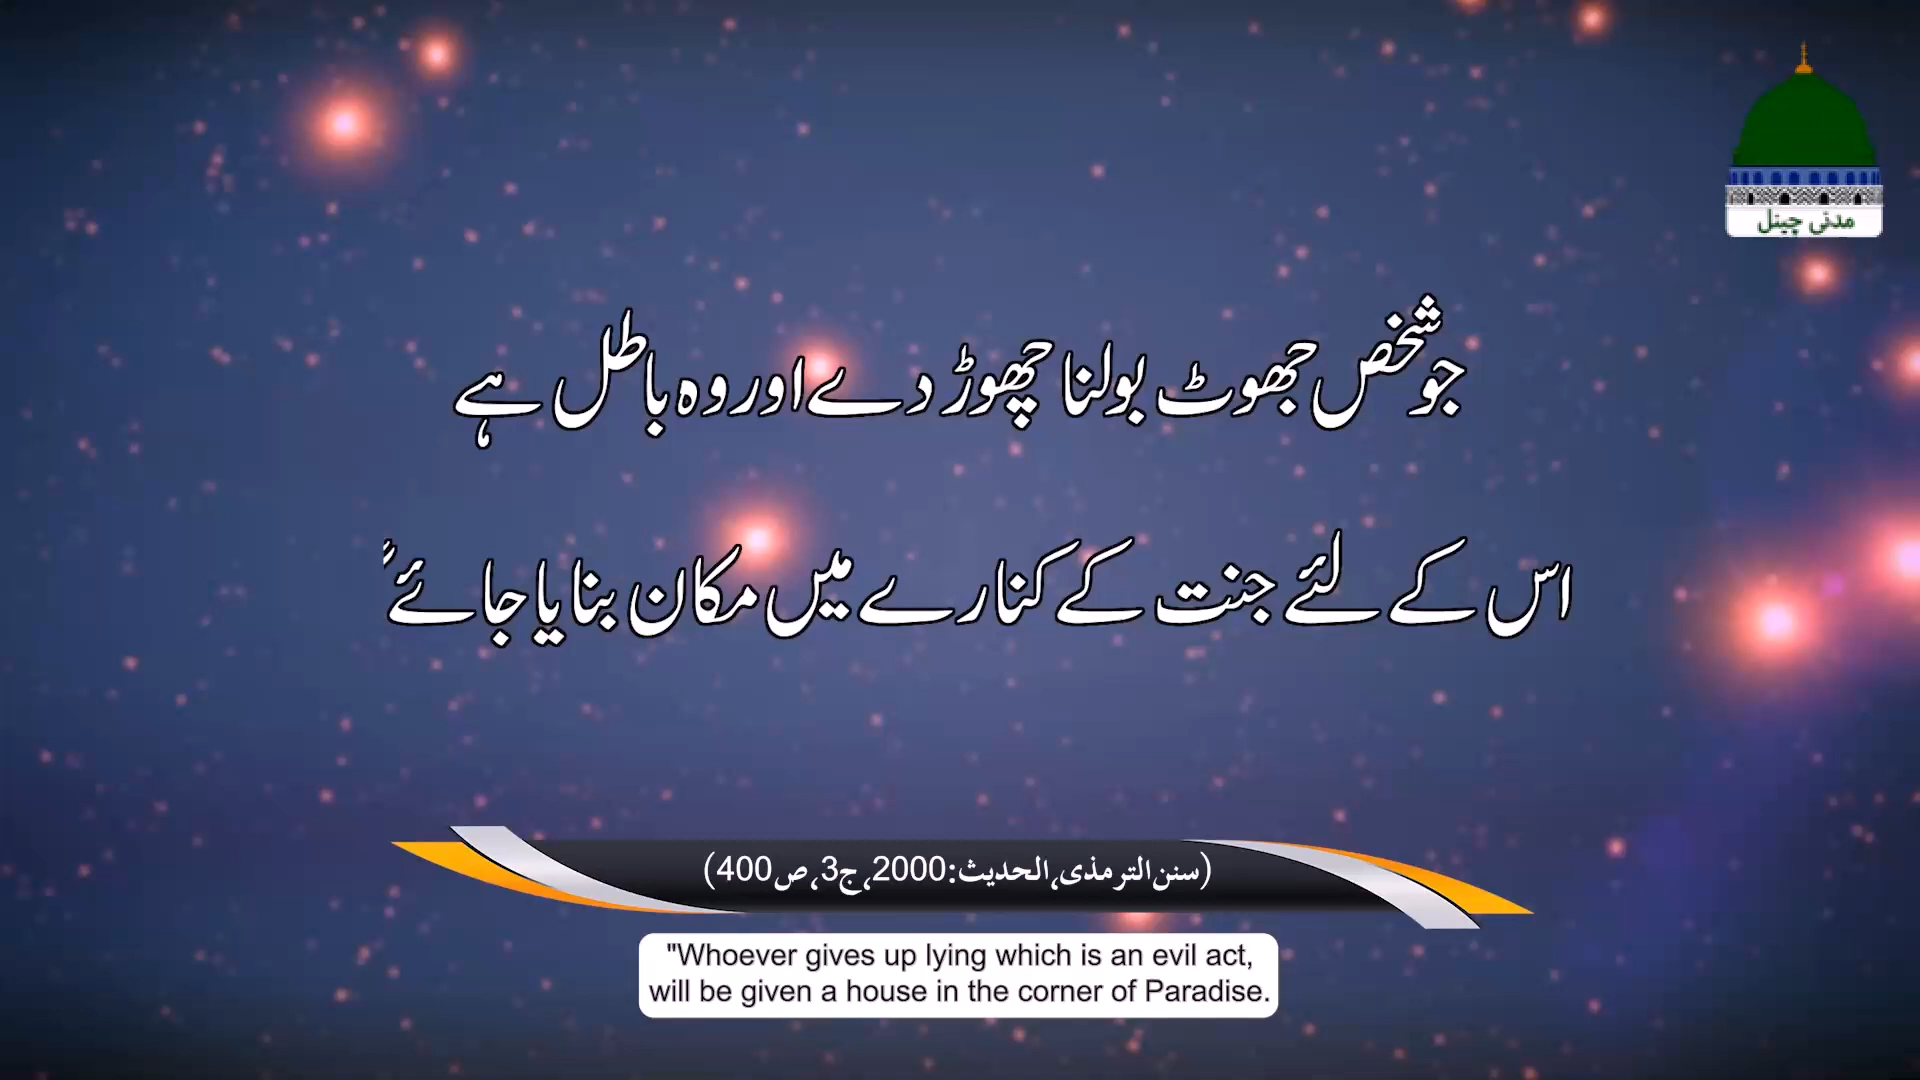 مدنی چینل
جو شخص جھوٹ بولنا چھوڑ دے اور وہ باطل ہے
اس کے لئے جنت کے کنارے میں مکان بنایا جائے
(سنن الترمذی،الحدیث:2000،ج3،ص400)
"Whoever gives up lying which is an evil act,
will be given a house in the corner of Paradise.